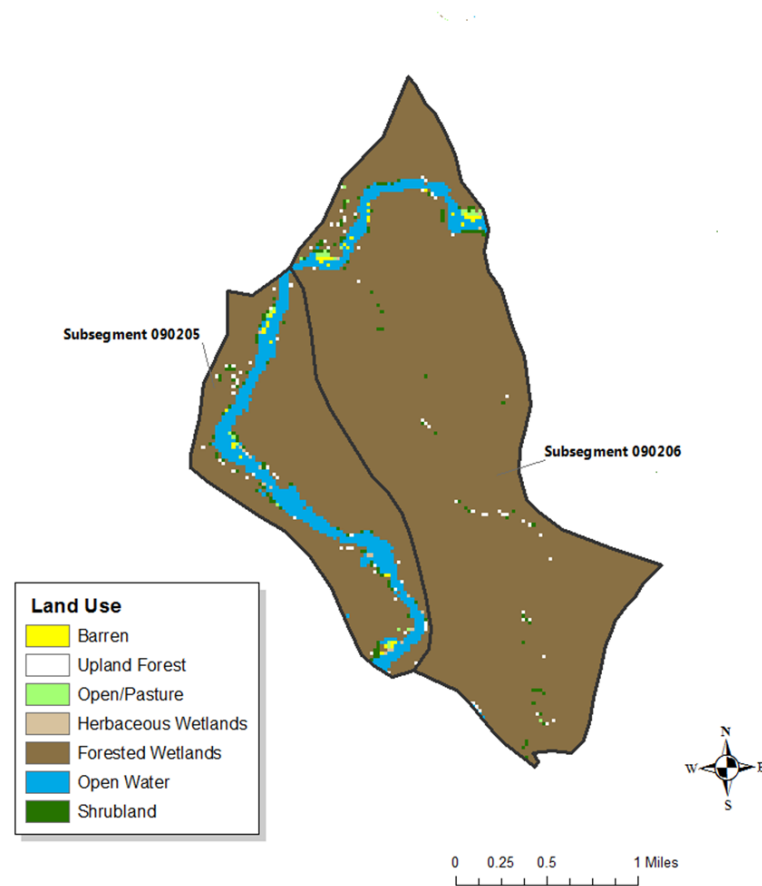 Subsegment 090205
Subsegment 090206
Land Use
Barren
Upland Forest
Open/Pasture
Herbaceous Wetlands
Forested Wetlands
Open Water
Shrubland
N
W E
S
0 0.25 0.5 1 Miles